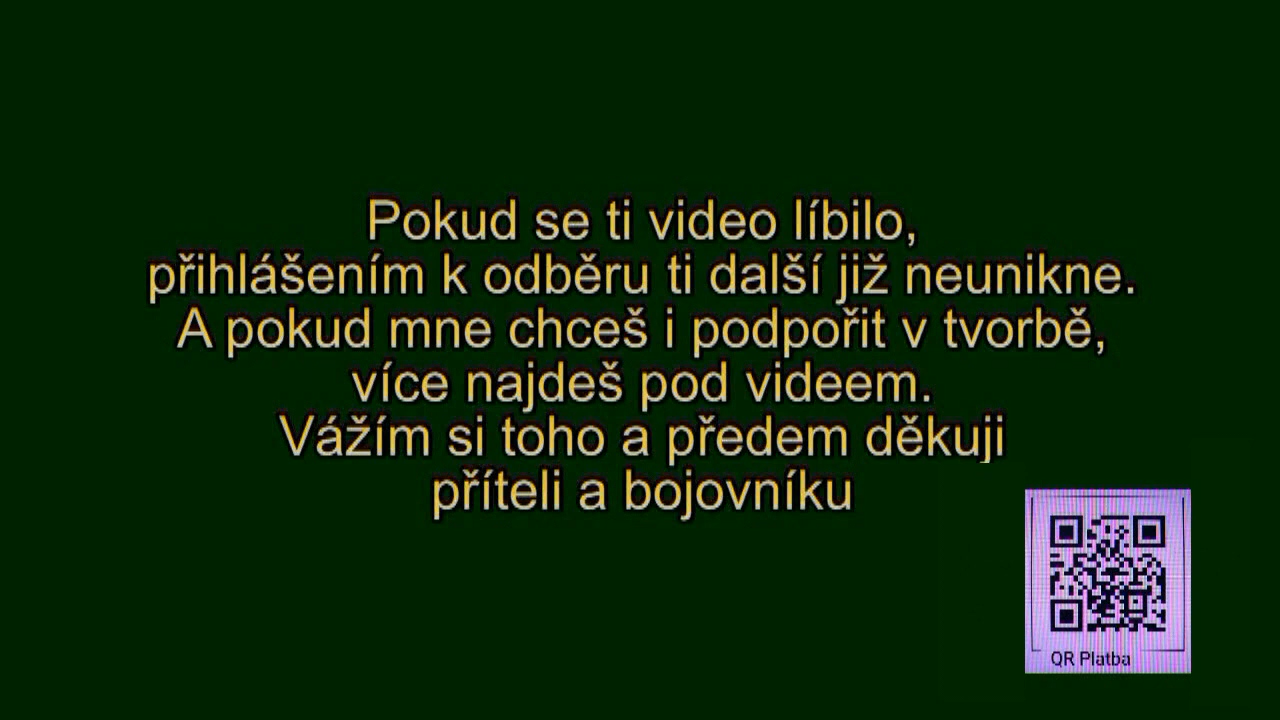 Pokud se ti video líbilo,
přihlášením k odběru ti další již neunikne.
A pokud mne chceš i podpořit v tvorbě,
více najdeš pod videem.
Vážím si toho a předem děkuji
příteli a bojovníku
QR Platba